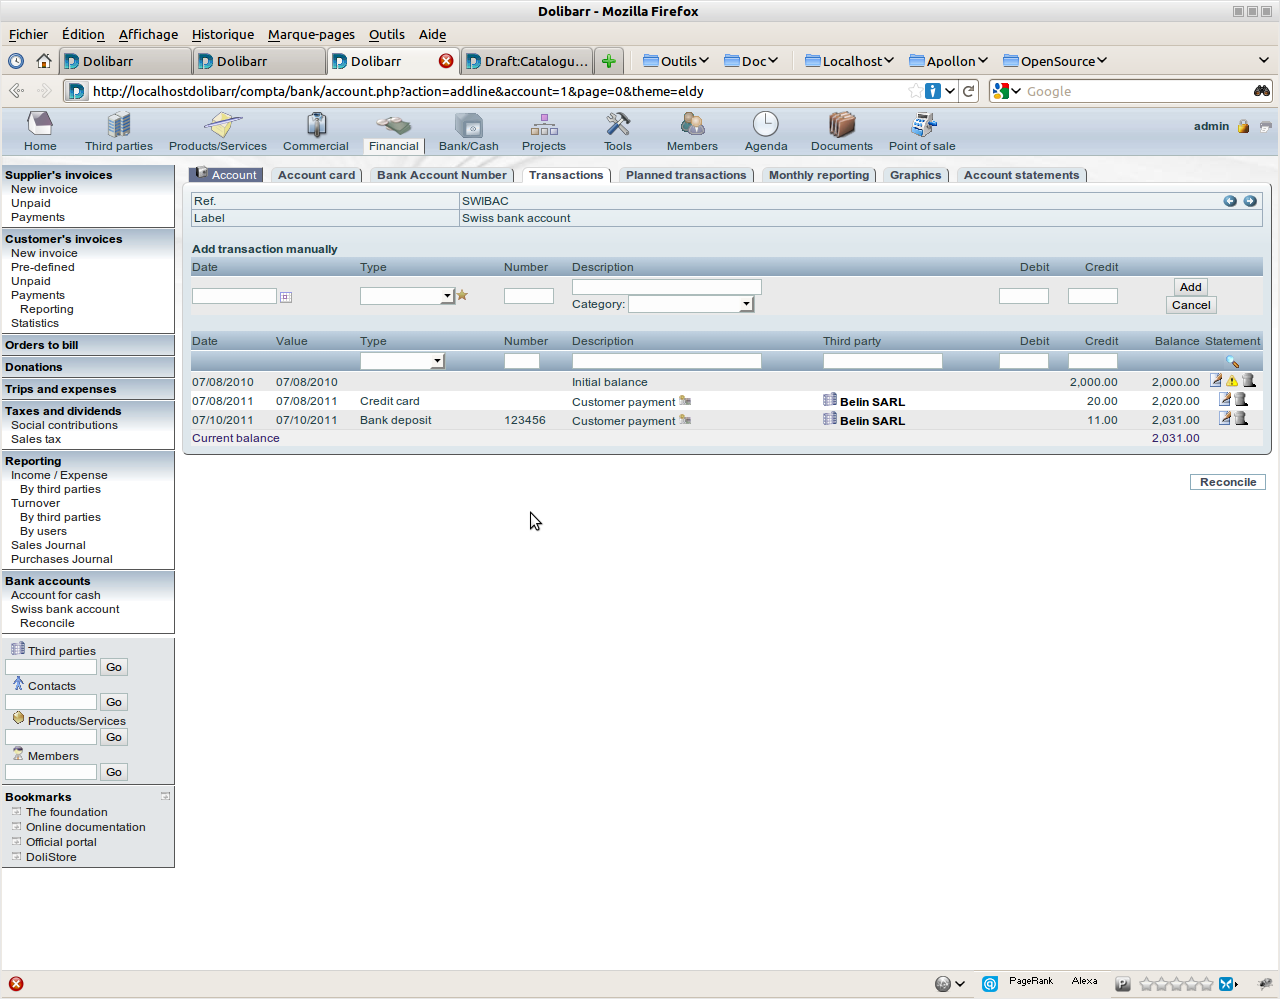 Dolibarr - Mozilla Firefox
Fichier Édition Affichage Historique Marque-pages Outils Aide
Dolibarr Dolibarr Dolibarr Draft:Catalogu... Outils Doc Localhost Apollon OpenSource
http://localhostdolibarr/compta/bank/account.php?action=addline&account=1&page=0&theme=eldy Google
Home Third parties Products/Services Commercial Financial Bank/Cash Projects Tools Members Agenda Documents Point of sale admin
Supplier's invoices
New invoice
Unpaid
Payments
Customer's invoices
New invoice
Pre-defined
Unpaid
Payments
Reporting
Statistics
Orders to bill
Donations
Trips and expenses
Taxes and dividends
Social contributions
Sales tax
Reporting
Income / Expense
By third parties
Turnover
By third parties
By users
Sales Journal
Purchases Journal
Bank accounts
Account for cash
Swiss bank account
Reconcile
Third parties
Go
Contacts
Go
Products/Services
Go
Members
Go
Bookmarks
The foundation
Online documentation
Official portal
DoliStore
Account Account card Bank Account Number Transactions Planned transactions Monthly reporting Graphics Account statements
Ref. SWIBAC
Label Swiss bank account
Add transaction manually
Date Type Number Description Debit Credit
Add
Category:
Cancel
Date Value Type Number Description Third party Debit Credit Balance Statement
07/08/2010 07/08/2010 Initial balance 2,000.00 2,000.00
07/08/2011 07/08/2011 Credit card Customer payment Belin SARL 20.00 2,020.00
07/10/2011 07/10/2011 Bank deposit 123456 Customer payment Belin SARL 11.00 2,031.00
Current balance 2,031.00
Reconcile
PageRank Alexa